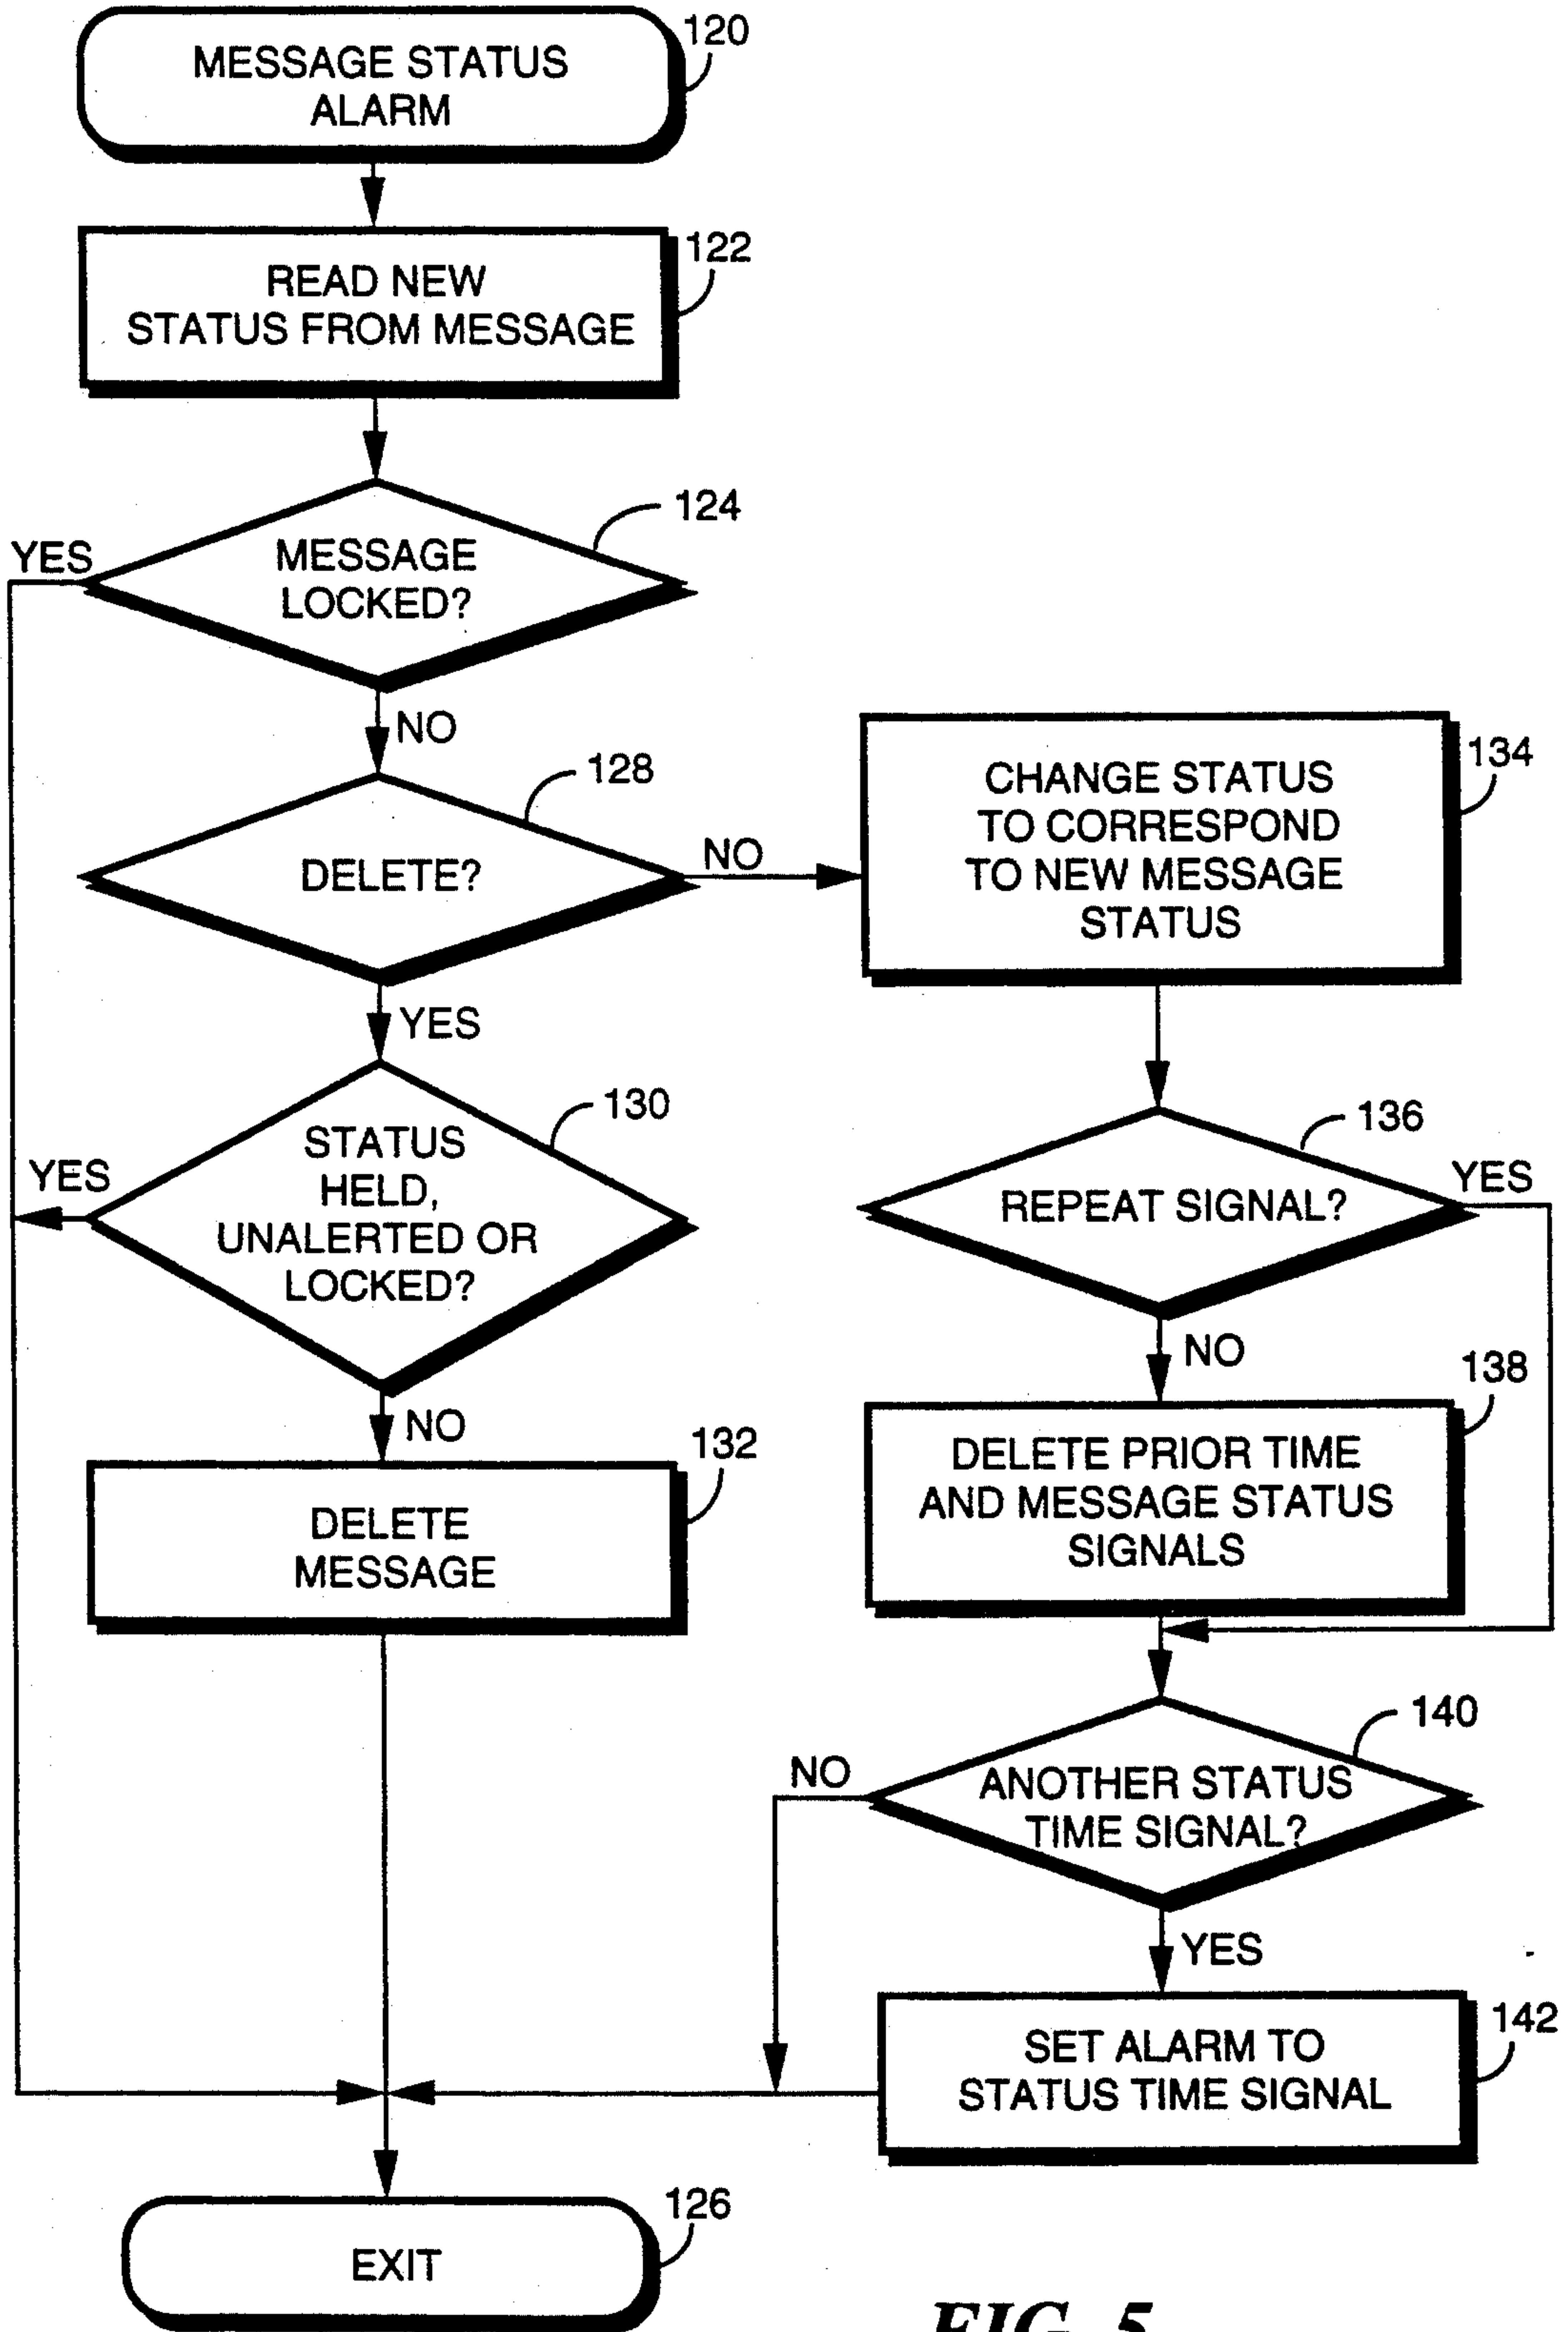 MESSAGE STATUS
ALARM
120
READ NEW
STATUS FROM MESSAGE
122
MESSAGE
LOCKED?
124
YES
NO
DELETE?
128
NO
YES
CHANGE STATUS
TO CORRESPOND
TO NEW MESSAGE
STATUS
134
STATUS
HELD,
UNALERTED OR
LOCKED?
130
YES
NO
REPEAT SIGNAL?
136
YES
NO
DELETE
MESSAGE
132
DELETE PRIOR TIME
AND MESSAGE STATUS
SIGNALS
138
ANOTHER STATUS
TIME SIGNAL?
140
NO
YES
SET ALARM TO
STATUS TIME SIGNAL
142
EXIT
126
FIG. 5